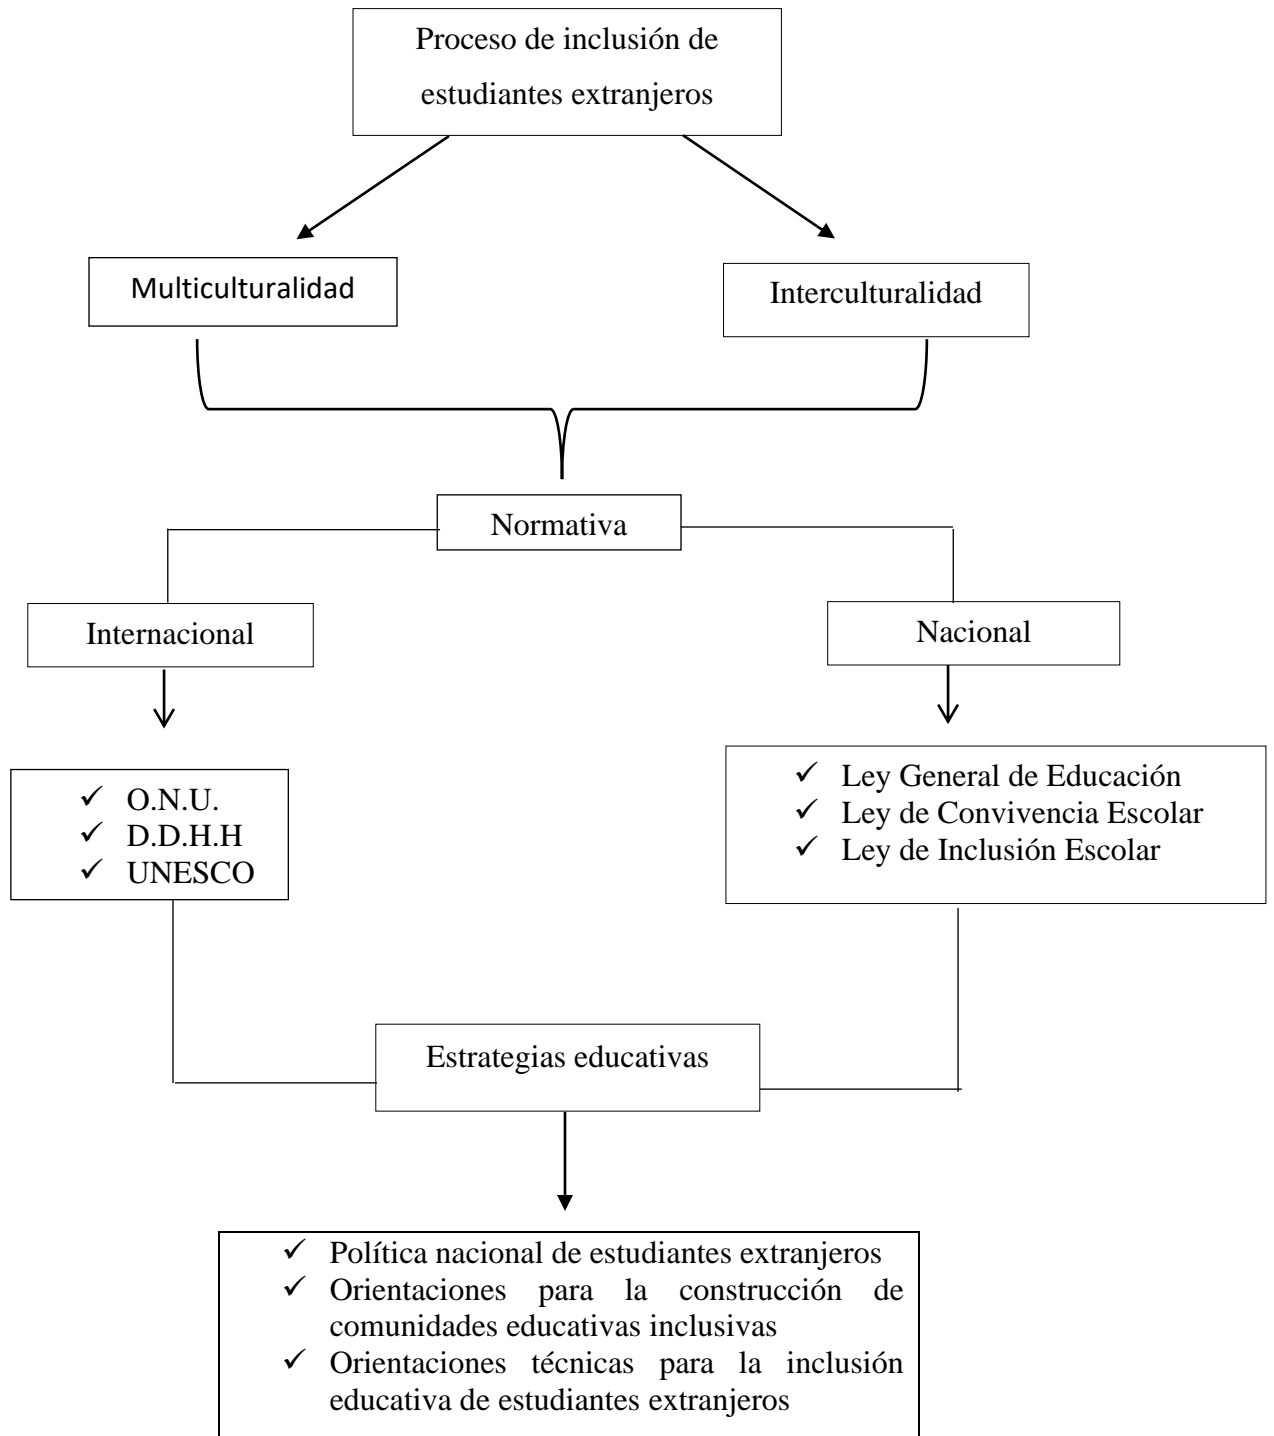 Proceso de inclusión de
estudiantes extranjeros
Multiculturalidad
Interculturalidad
Normativa
Internacional
Nacional
✓ O.N.U.
✓ D.D.H.H
✓ UNESCO
✓ Ley General de Educación
✓ Ley de Convivencia Escolar
✓ Ley de Inclusión Escolar
Estrategias educativas
✓ Política nacional de estudiantes extranjeros
✓ Orientaciones para la construcción de
comunidades educativas inclusivas
✓ Orientaciones técnicas para la inclusión
educativa de estudiantes extranjeros